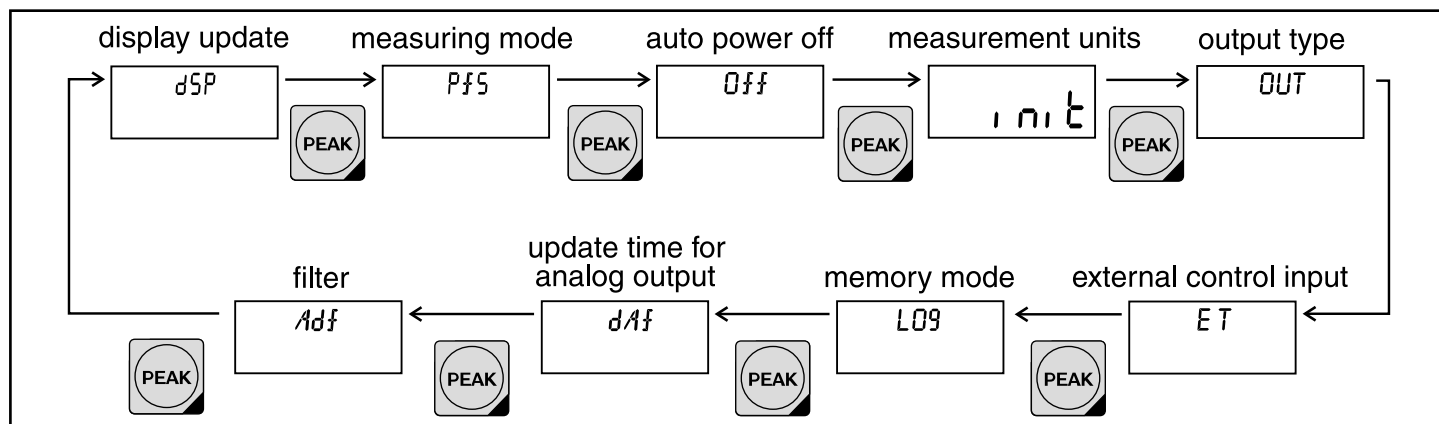 display update
measuring mode
auto power off
measurement units
output type
dSP
PfS
Off
init
OUT
PEAK
PEAK
PEAK
PEAK
filter
update time for
analog output
memory mode
external control input
Adf
dAf
LOG
ET
PEAK
PEAK
PEAK
PEAK